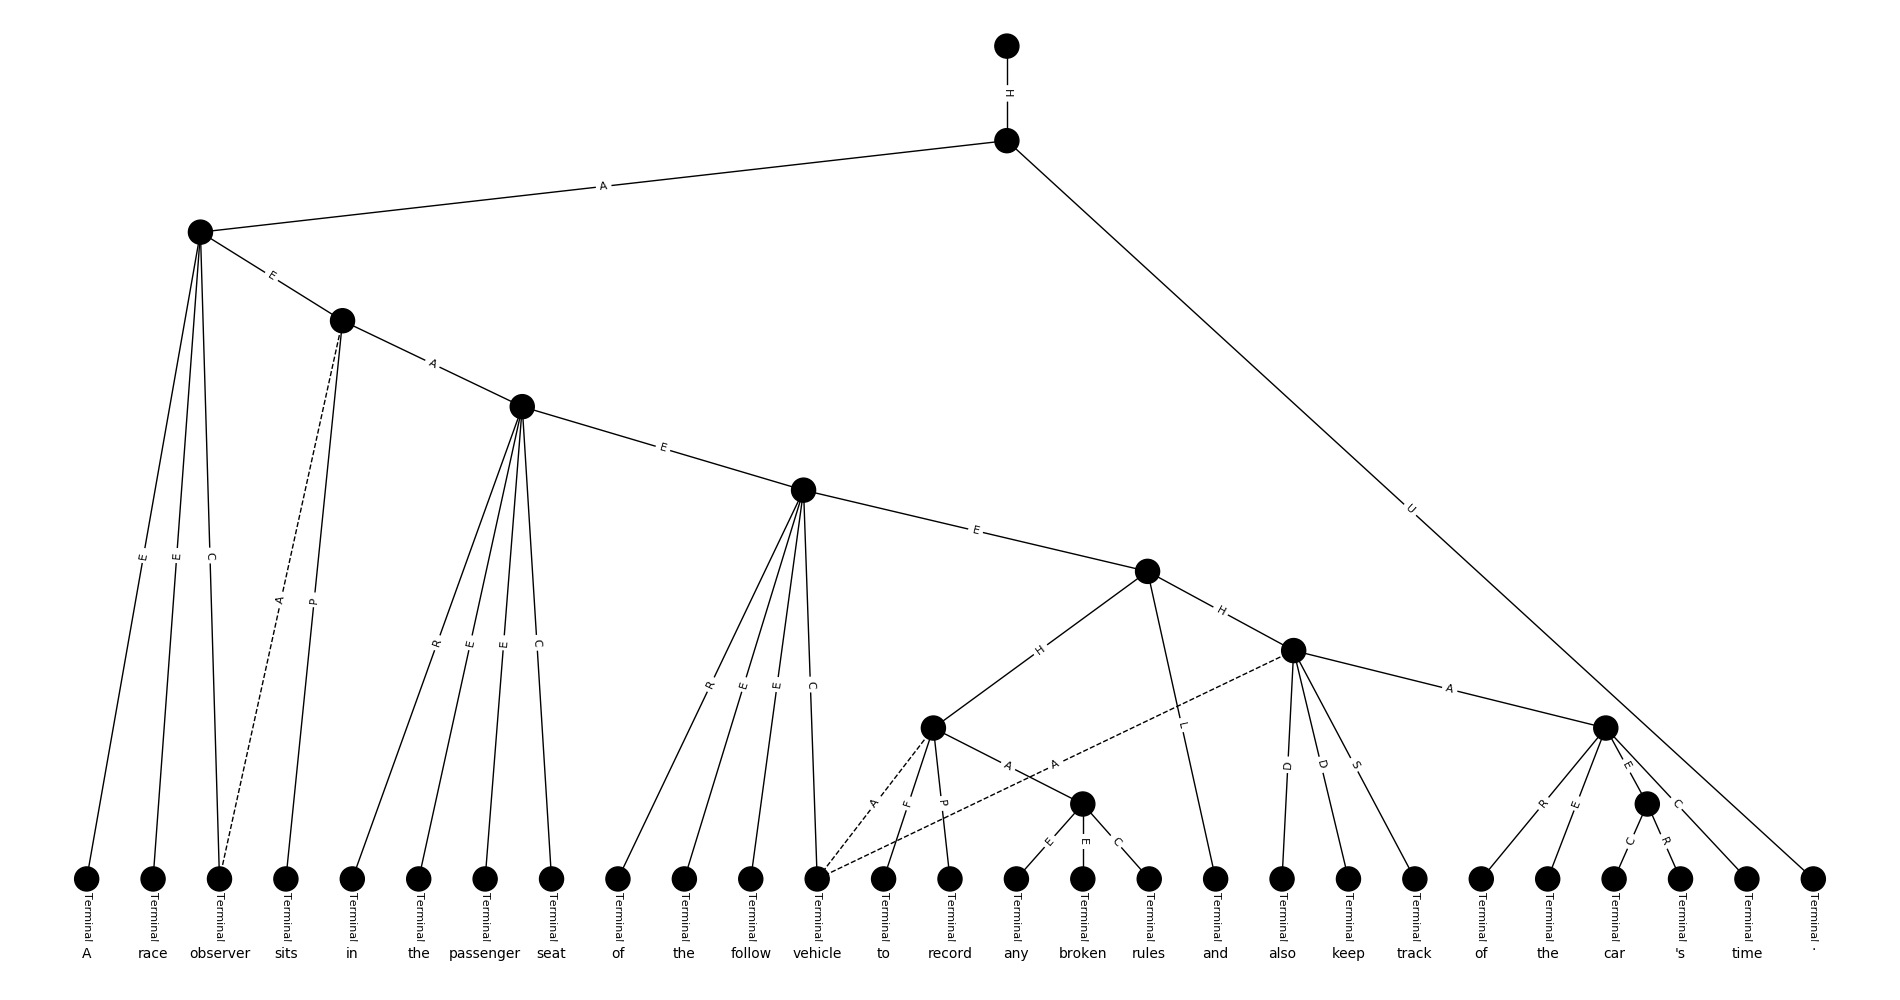 H
A
E
A
E
U
E
H
H
E
E
C
A
P
R
E
E
C
R
E
E
C
L
A
A
A
D
D
S
A
F
P
R
E
E
C
E
E
C
C
R
Terminal Terminal Terminal Terminal Terminal Terminal Terminal Terminal Terminal Terminal Terminal Terminal Terminal Terminal Terminal Terminal Terminal Terminal Terminal Terminal Terminal Terminal Terminal Terminal Terminal Terminal Terminal
A race observer sits in the passenger seat of the follow vehicle to record any broken rules and also keep track of the car 's time .